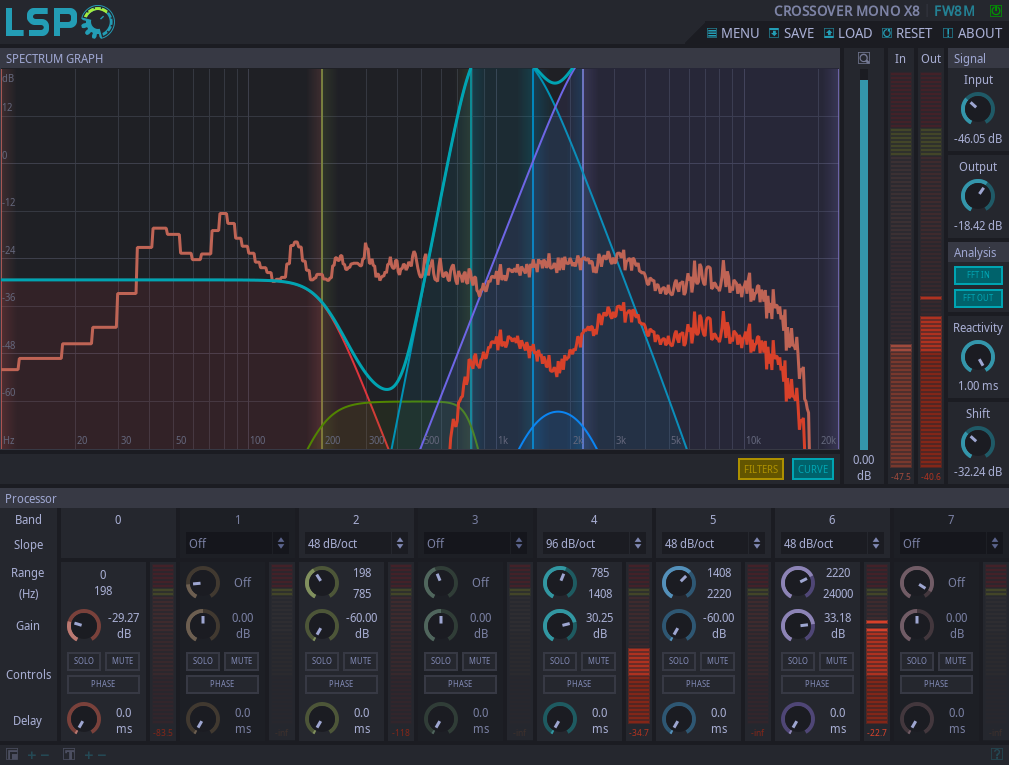 LSP
CROSSOVER MONO X8 FW8M
MENU SAVE LOAD RESET ABOUT
SPECTRUM GRAPH
In Out Signal
dB
12
0
-12
-24
-36
-48
-60
Hz 20 30 50 100 200 300 500 1k 2k 3k 5k 10k 20k
FILTERS CURVE
0.00
dB
-47.5 -40.6
Input
-46.05 dB
Output
-18.42 dB
Analysis
FFT IN
FFT OUT
Reactivity
1.00 ms
Shift
-32.24 dB
Processor
Band 0 1 2 3 4 5 6 7
Slope Off 48 dB/oct Off 96 dB/oct 48 dB/oct 48 dB/oct Off
Range 0 Off 198 Off 785 1408 2220 Off
(Hz) 198 785 1408 2220 24000
Gain -29.27 0.00 -60.00 0.00 30.25 -60.00 33.18 0.00
dB dB dB dB dB dB dB dB
SOLO MUTE SOLO MUTE SOLO MUTE SOLO MUTE SOLO MUTE SOLO MUTE SOLO MUTE SOLO MUTE
Controls
PHASE PHASE PHASE PHASE PHASE PHASE PHASE PHASE
Delay 0.0 0.0 0.0 0.0 0.0 0.0 0.0 0.0
ms ms ms ms ms ms ms ms
-83.5 -inf -118 -inf -34.7 -inf -22.7 -inf